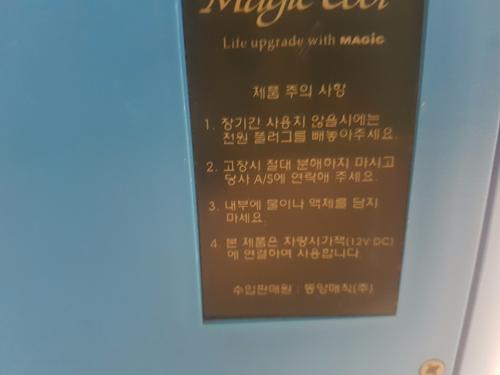 Magic Cool
Life upgrade with MAGIC
제품 주의 사항
1. 장기간 사용치 않을시에는
전원 플러그를 빼놓아주세요.
2. 고장시 절대 분해하지 마시고
당사 A/S에 연락해 주세요.
3. 내부에 물이나 액체를 담지
마세요.
4. 본 제품은 차량시가잭(12V DC)
에 연결하여 사용합니다
수입판매원 : 동양매직(주)